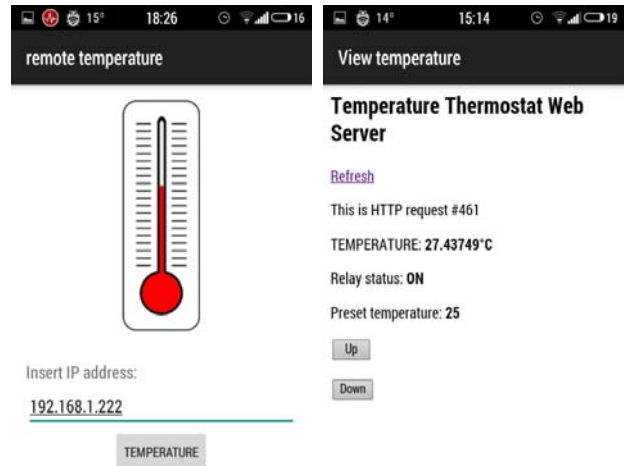 15° 18:26 16
remote temperature
Insert IP address:
192.168.1.222
TEMPERATURE
14° 15:14 19
View temperature
Temperature Thermostat Web
Server
Refresh
This is HTTP request #461
TEMPERATURE: 27.43749°C
Relay status: ON
Preset temperature: 25
Up
Down